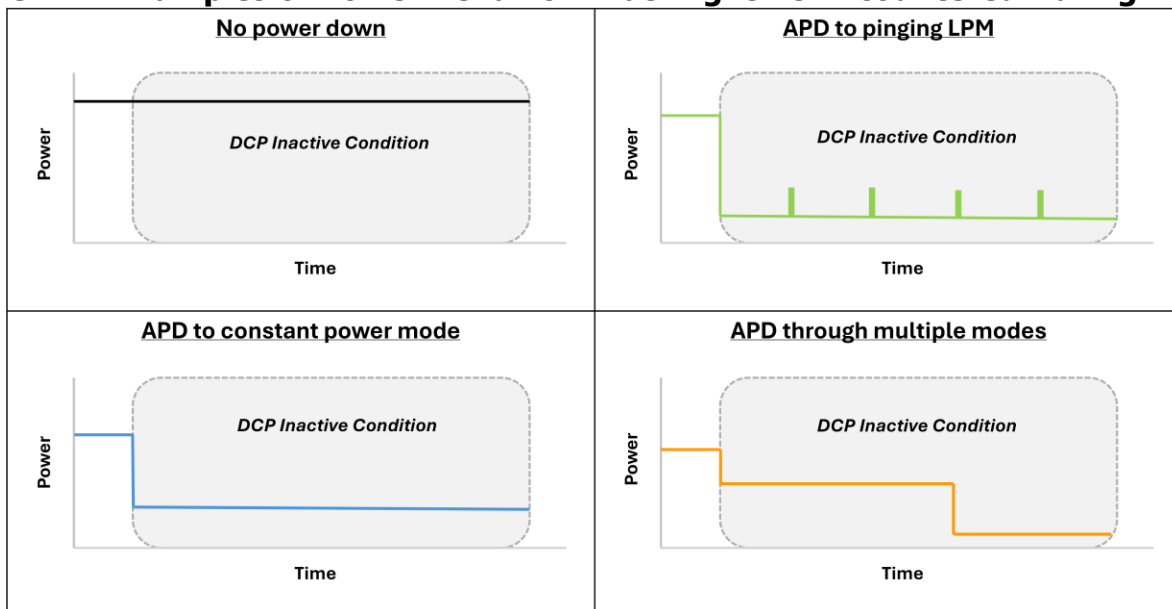 No power down
Power
DCP Inactive Condition
Time
APD to pinging LPM
Power
DCP Inactive Condition
Time
APD to constant power mode
Power
DCP Inactive Condition
Time
APD through multiple modes
Power
DCP Inactive Condition
Time